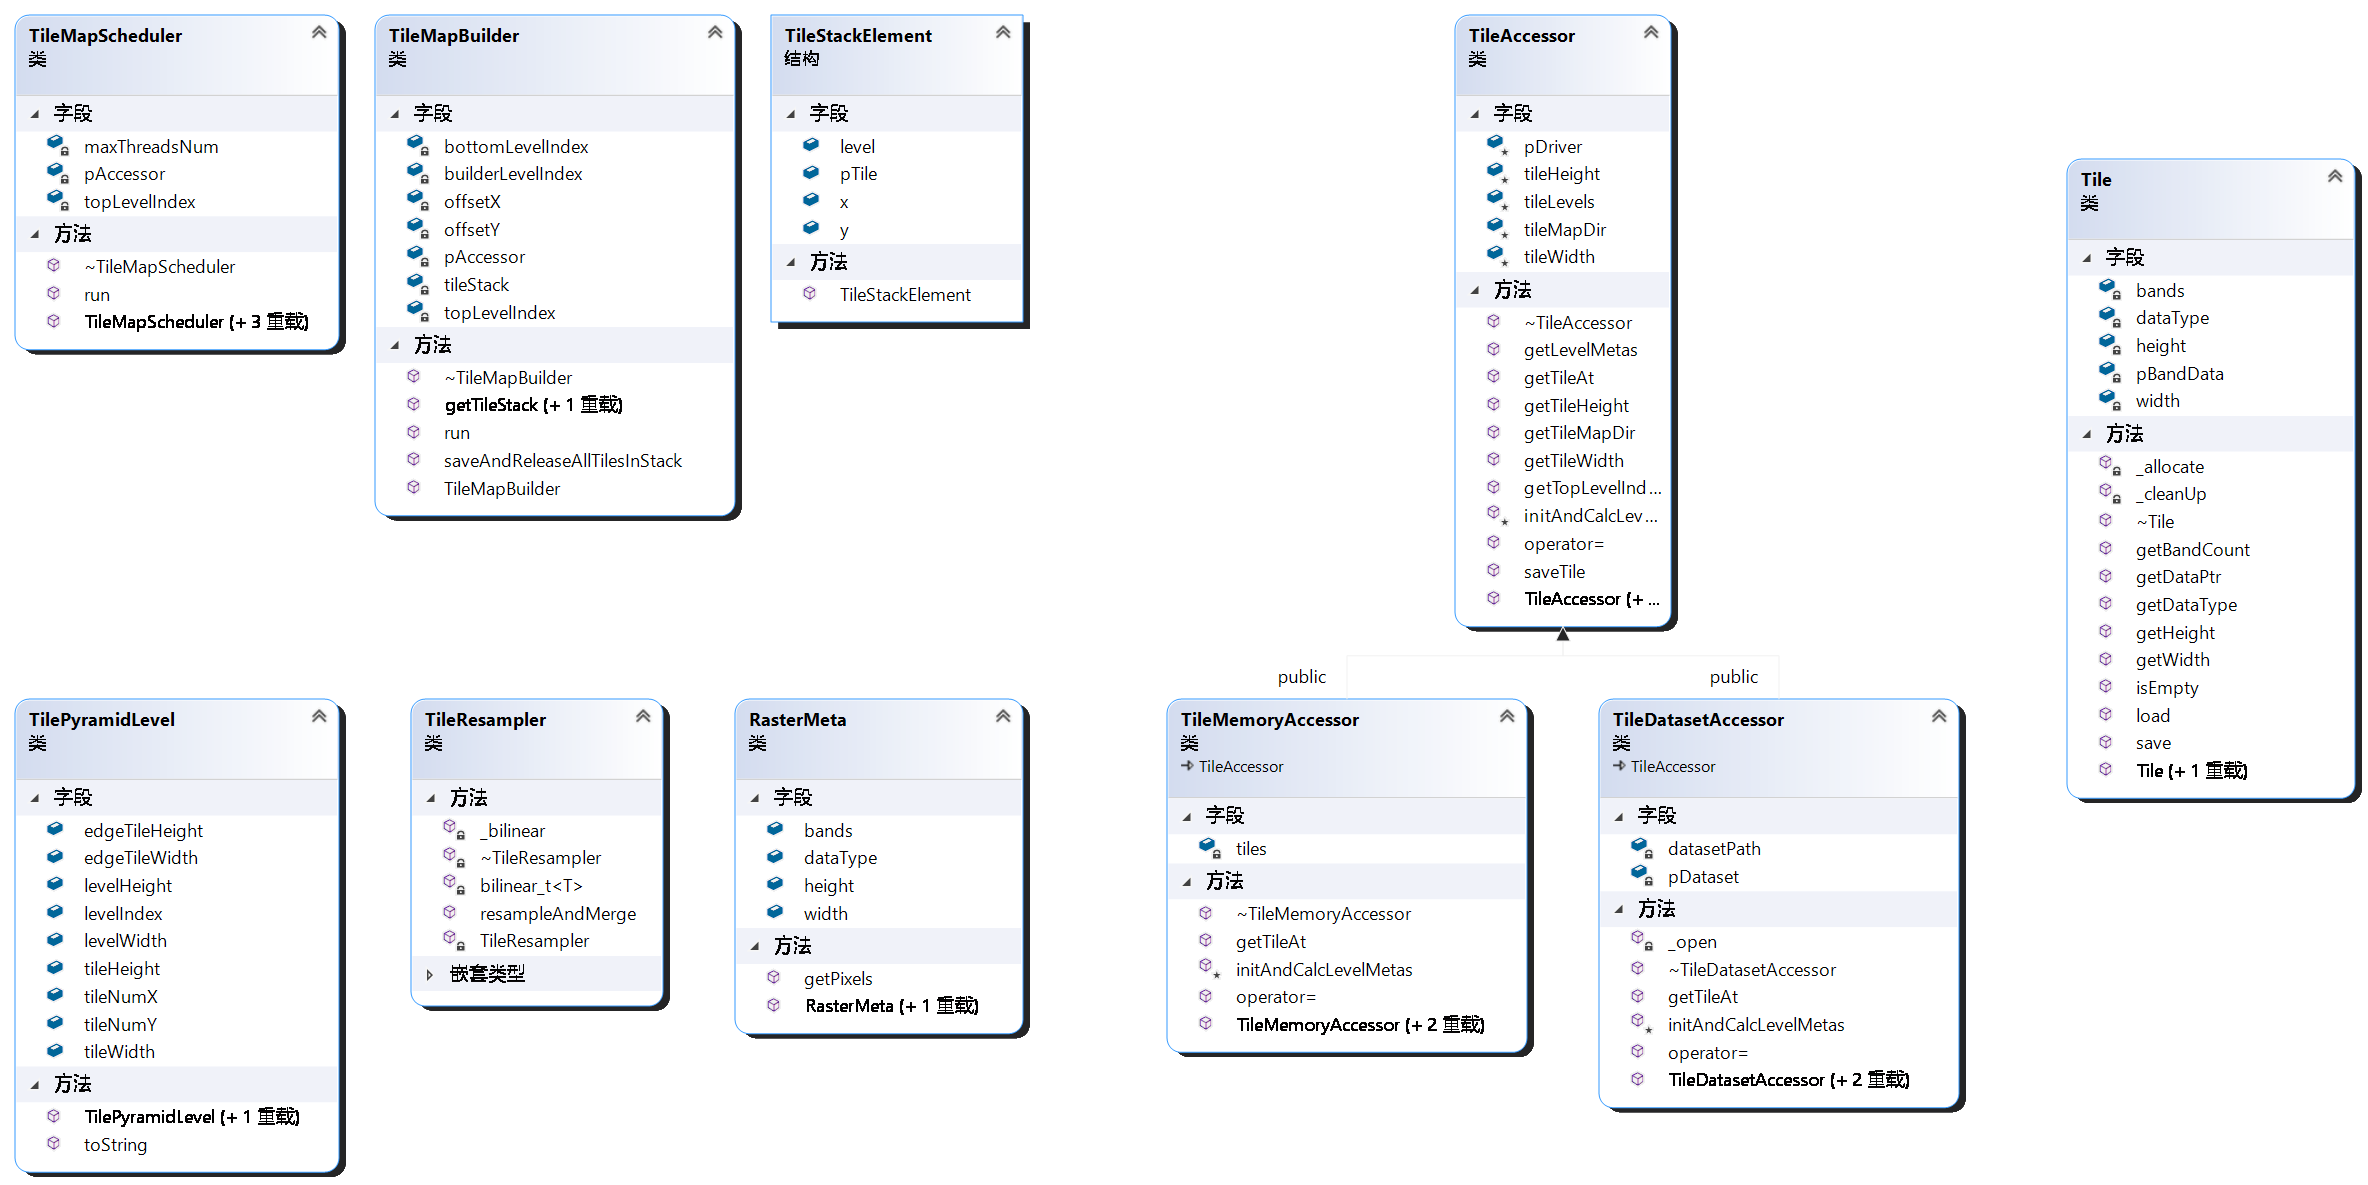 TileMapScheduler
类
字段
maxThreadsNum
pAccessor
topLevelIndex
方法
~TileMapScheduler
run
TileMapScheduler (+ 3 重载)
TileMapBuilder
类
字段
bottomLevelIndex
builderLevelIndex
offsetX
offsetY
pAccessor
tileStack
topLevelIndex
方法
~TileMapBuilder
getTileStack (+ 1 重载)
run
saveAndReleaseAllTilesInStack
TileMapBuilder
TileStackElement
结构
字段
level
pTile
x
y
方法
TileStackElement
TileAccessor
类
字段
pDriver
tileHeight
tileLevels
tileMapDir
tileWidth
方法
~TileAccessor
getLevelMetas
getTileAt
getTileHeight
getTileMapDir
getTileWidth
getTopLevelInd...
initAndCalcLev...
operator=
saveTile
TileAccessor (+ ...
Tile
类
字段
bands
dataType
height
pBandData
width
方法
_allocate
_cleanUp
~Tile
getBandCount
getDataPtr
getDataType
getHeight
getWidth
isEmpty
load
save
Tile (+ 1 重载)
public
public
TilePyramidLevel
类
字段
edgeTileHeight
edgeTileWidth
levelHeight
levelIndex
levelWidth
tileHeight
tileNumX
tileNumY
tileWidth
方法
TilePyramidLevel (+ 1 重载)
toString
TileResampler
类
方法
_bilinear
~TileResampler
bilinear_t<T>
resampleAndMerge
TileResampler
嵌套类型
RasterMeta
类
字段
bands
dataType
height
width
方法
getPixels
RasterMeta (+ 1 重载)
TileMemoryAccessor
类
TileAccessor
字段
tiles
方法
~TileMemoryAccessor
getTileAt
initAndCalcLevelMetas
operator=
TileMemoryAccessor (+ 2 重载)
TileDatasetAccessor
类
TileAccessor
字段
datasetPath
pDataset
方法
_open
~TileDatasetAccessor
getTileAt
initAndCalcLevelMetas
operator=
TileDatasetAccessor (+ 2 重载)